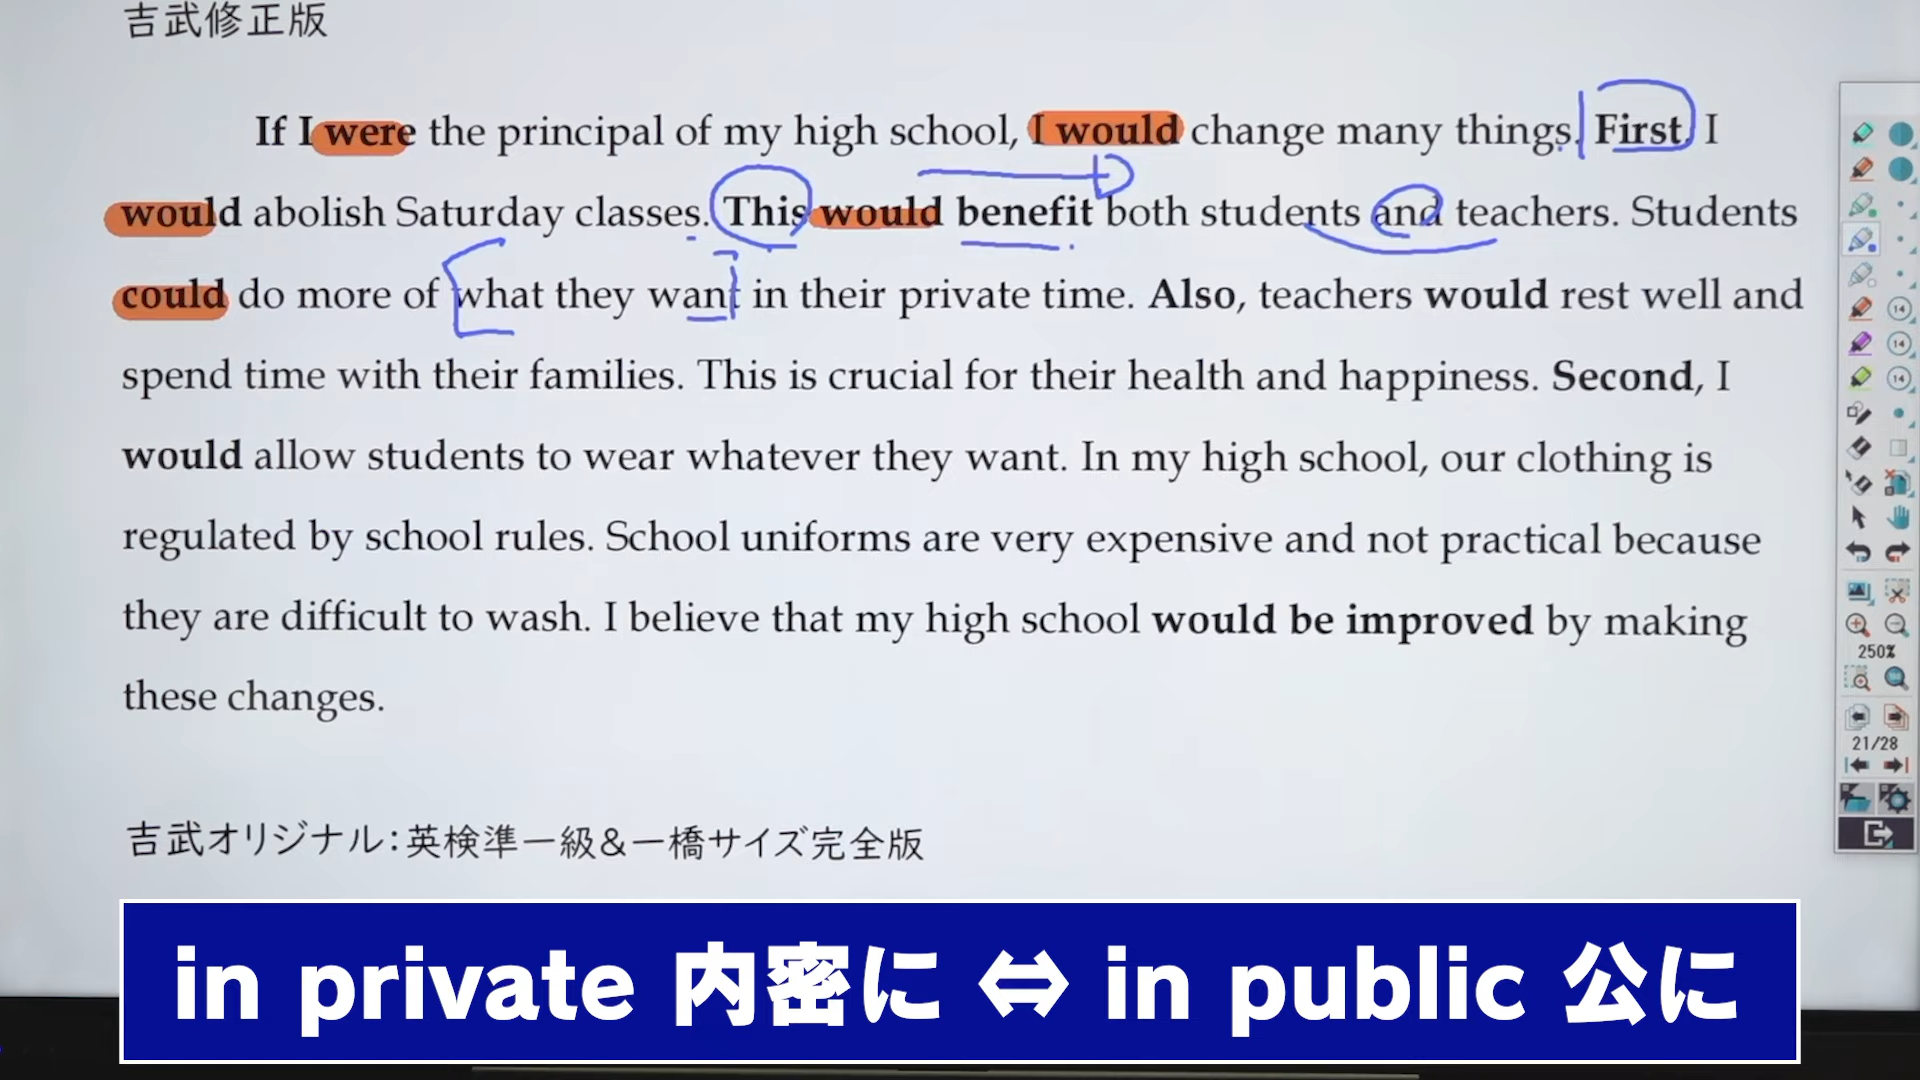 吉武修正版
If I were the principal of my high school, I would change many things. First, I
would abolish Saturday classes. This would benefit both students and teachers. Students
could do more of what they want in their private time. Also, teachers would rest well and
spend time with their families. This is crucial for their health and happiness. Second, I
would allow students to wear whatever they want. In my high school, our clothing is
regulated by school rules. School uniforms are very expensive and not practical because
they are difficult to wash. I believe that my high school would be improved by making
these changes.
吉武オリジナル：英検準一級＆一橋サイズ完全版
14
14
14
250%
21/28
in private 内密に ⇔ in public 公に